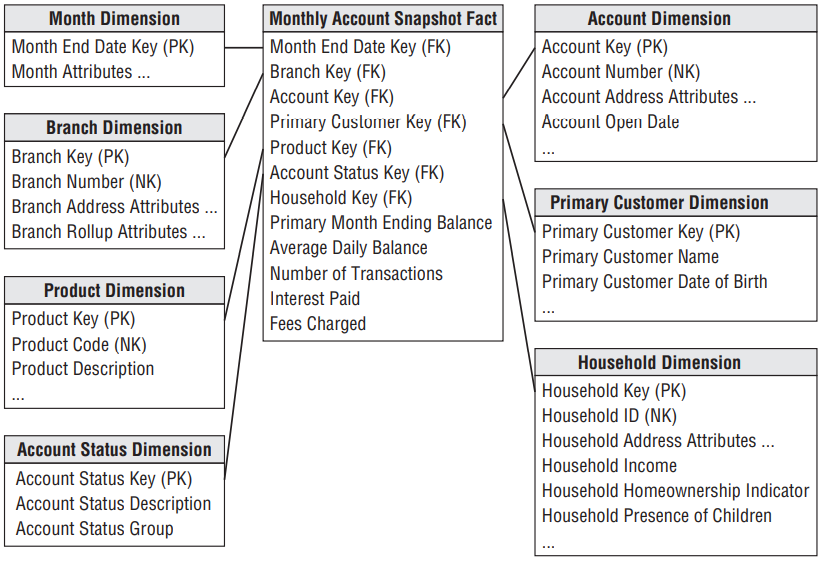 Month Dimension
Month End Date Key (PK)
Month Attributes ...
Branch Dimension
Branch Key (PK)
Branch Number (NK)
Branch Address Attributes ...
Branch Rollup Attributes ...
Product Dimension
Product Key (PK)
Product Code (NK)
Product Description
...
Account Status Dimension
Account Status Key (PK)
Account Status Description
Account Status Group
Monthly Account Snapshot Fact
Month End Date Key (FK)
Branch Key (FK)
Account Key (FK)
Primary Customer Key (FK)
Product Key (FK)
Account Status Key (FK)
Household Key (FK)
Primary Month Ending Balance
Average Daily Balance
Number of Transactions
Interest Paid
Fees Charged
Account Dimension
Account Key (PK)
Account Number (NK)
Account Address Attributes ...
Account Open Date
...
Primary Customer Dimension
Primary Customer Key (PK)
Primary Customer Name
Primary Customer Date of Birth
...
Household Dimension
Household Key (PK)
Household ID (NK)
Household Address Attributes ...
Household Income
Household Homeownership Indicator
Household Presence of Children
...